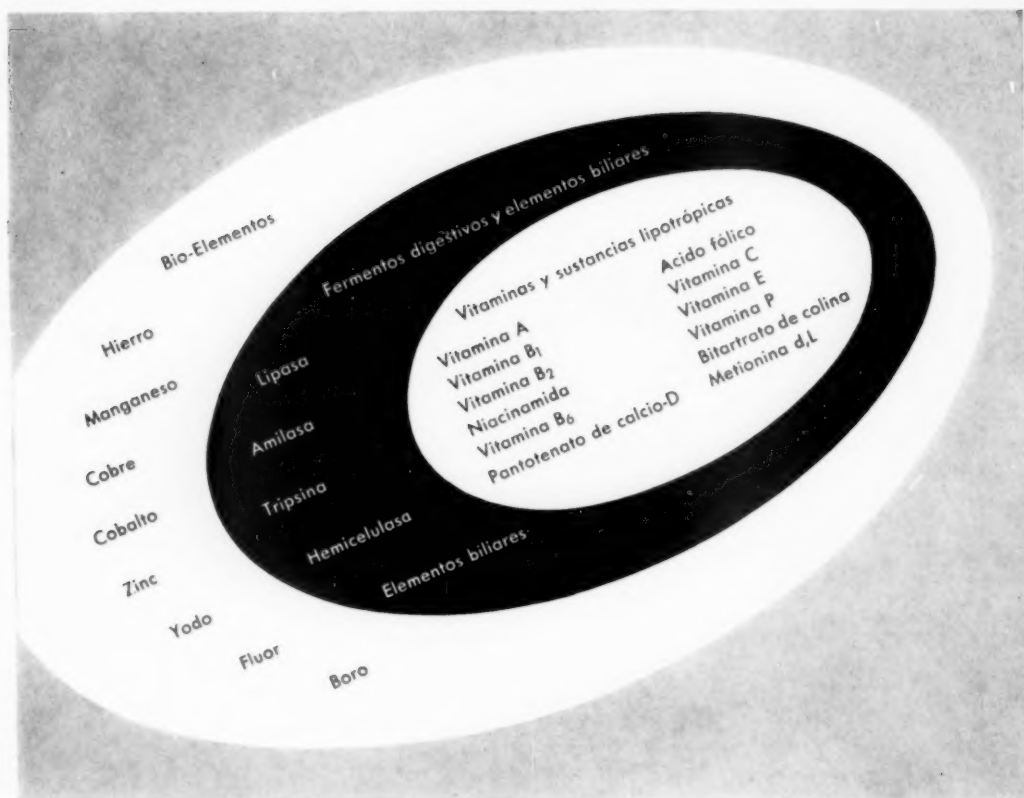 Bio-Elementos
Hierro
Manganeso
Cobre
Cobalto
Zinc
Yodo
Fluor
Boro
Fermentos digestivos y elementos biliares
Lipasa
Amilasa
Tripsina
Hemicelulasa
Elementos biliares
Vitaminas y sustancias lipotrópicas
Vitamina A
Vitamina B₁
Vitamina B₂
Niacinamida
Vitamina B₆
Pantotenato de calcio-D
Acido fólico
Vitamina C
Vitamina E
Vitamina P
Bitartrato de colina
Metionina d,L